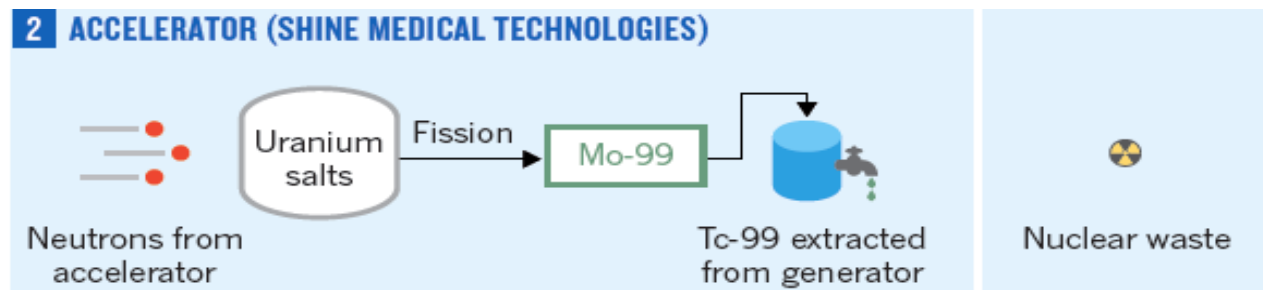 2 ACCELERATOR (SHINE MEDICAL TECHNOLOGIES)
Uranium
salts
Fission
Mo-99
Neutrons from
accelerator
Tc-99 extracted
from generator
Nuclear waste